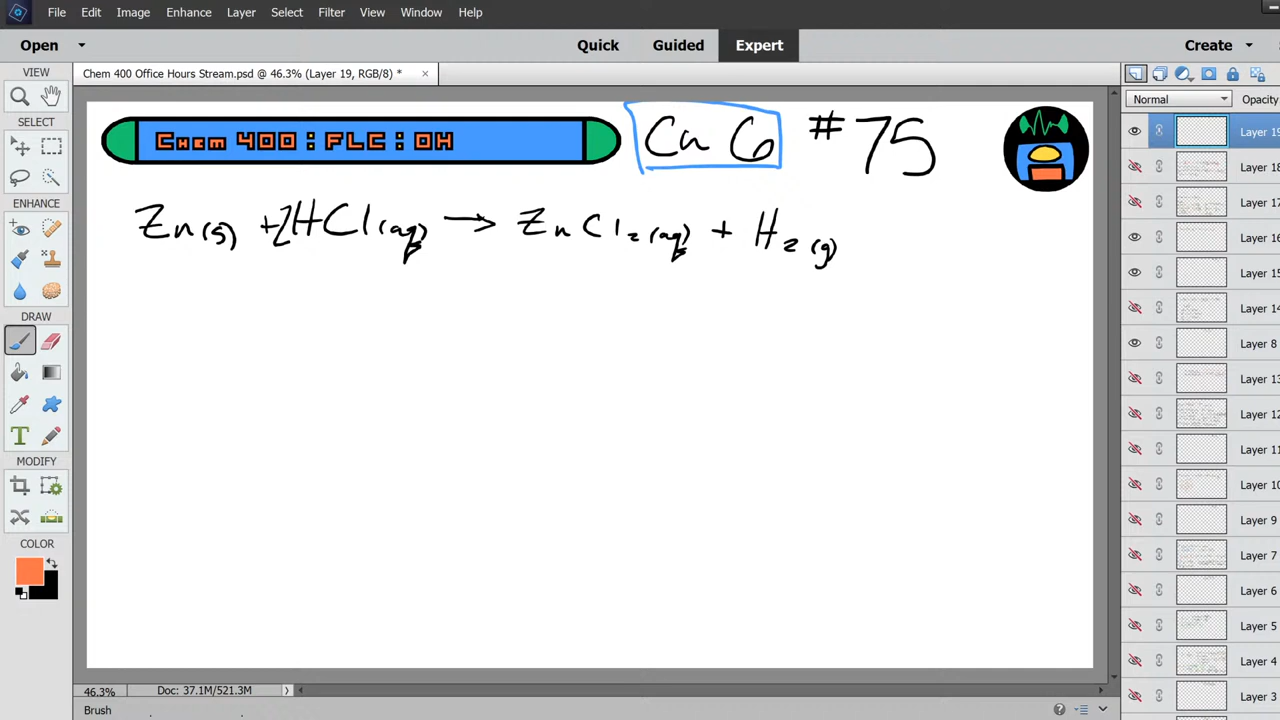 File Edit Image Enhance Layer Select Filter View Window Help
Open Quick Guided Expert Create
VIEW
Chem 400 Office Hours Stream.psd @ 46.3% (Layer 19, RGB/8) * ×
SELECT
ENHANCE
DRAW
T
MODIFY
COLOR
Chem 400:FLC:OH
Ch 6 #75
Zn(s) + 2HCl(aq) → ZnCl₂(aq) + H₂(g)
Normal Opacity
Layer 19
Layer 18
Layer 17
Layer 16
Layer 15
Layer 14
Layer 8
Layer 13
Layer 12
Layer 11
Layer 10
Layer 9
Layer 7
Layer 6
Layer 5
Layer 4
Layer 3
46.3% Doc: 37.1M/521.3M
Brush